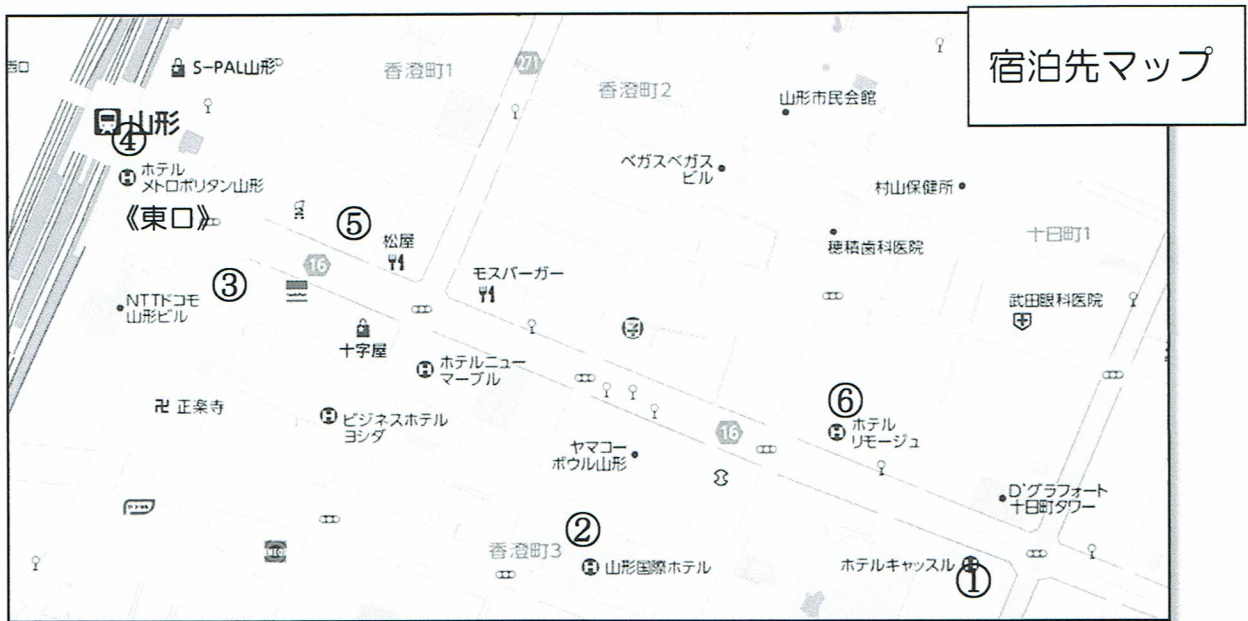 宿泊先マップ
西口
S-PAL山形
香澄町1
271
香澄町2
山形市民会館
山形
④
ホテル
メトロポリタン山形
《東口》
ベガスベガス
ビル
村山保健所
⑤
松屋
穂積歯科医院
十日町1
16
③
NTTドコモ
山形ビル
モスバーガー
武田眼科医院
十字屋
ホテルニュー
マーブル
正楽寺
ビジネスホテル
ヨシダ
⑥
ホテル
リモージュ
16
ヤマコー
ボウル山形
D'グラフォート
十日町タワー
②
香澄町3
ENEOS
山形国際ホテル
ホテルキャッスル
①